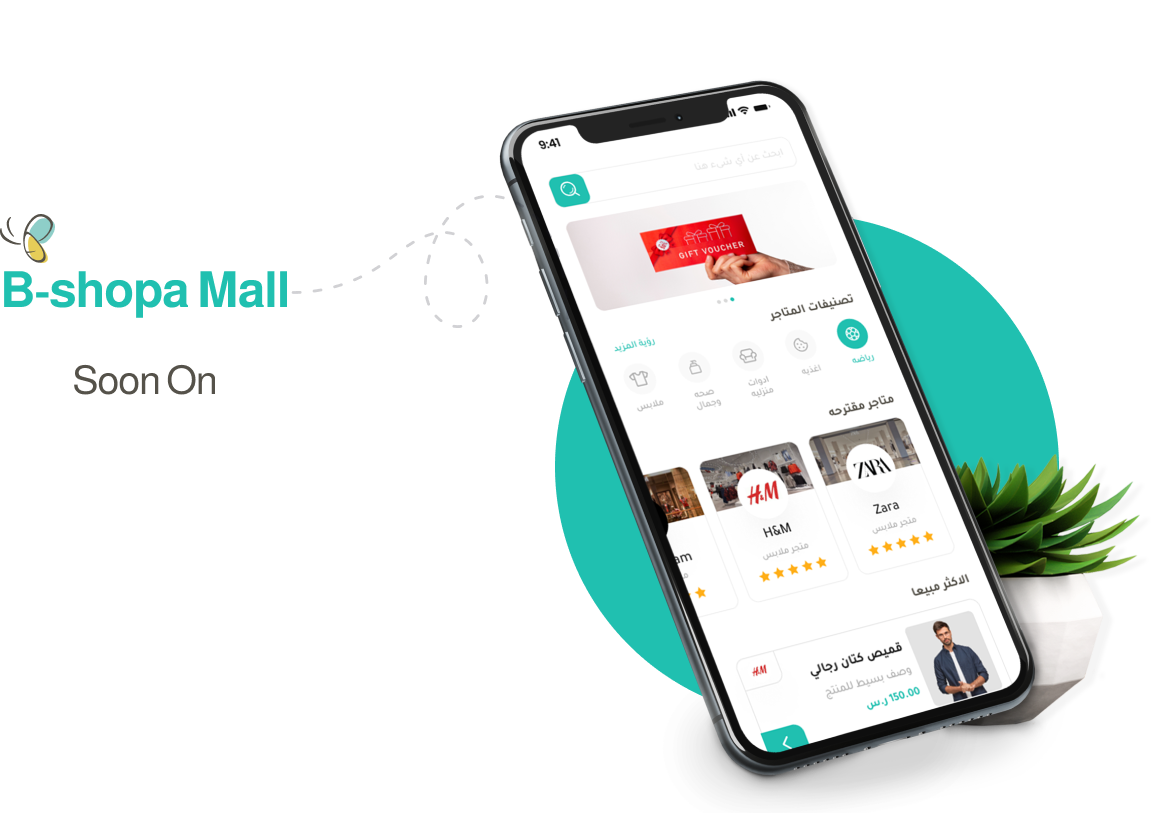 B-shopa Mall
Soon On
9:41
ابحث عن أي شيء هنا
GIFT VOUCHER
تصنيفات المتاجر
رؤية المزيد
رياضه
اغذيه
ادوات
منزليه
صحه
وجمال
ملابس
متاجر مقترحه
ZARA
H&M
Zara
متجر ملابس
H&M
متجر ملابس
am
الاكثر مبيعا
قميص كتان رجالي
وصف بسيط للمنتج
150.00 ر.س
H&M